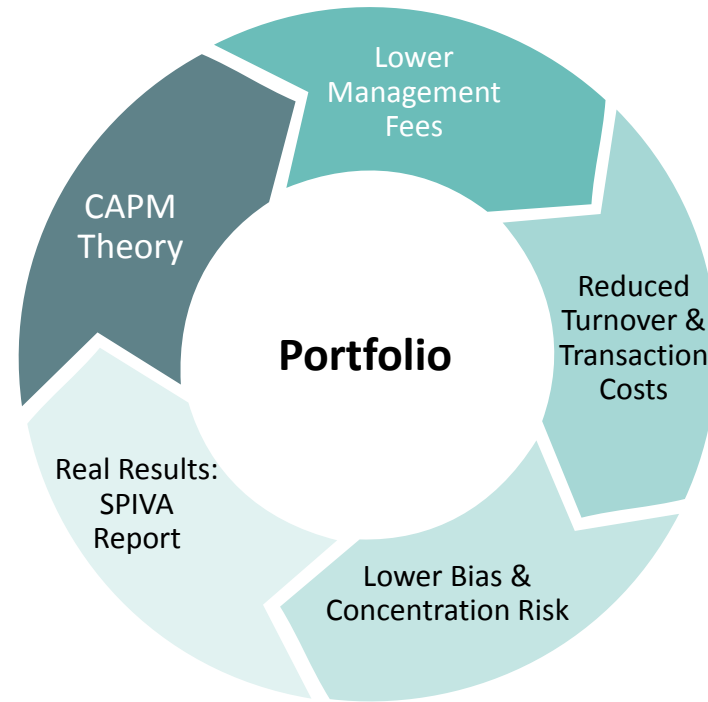 Lower
Management
Fees
CAPM
Theory
Reduced
Turnover &
Transaction
Costs
Portfolio
Real Results:
SPIVA
Report
Lower Bias &
Concentration Risk